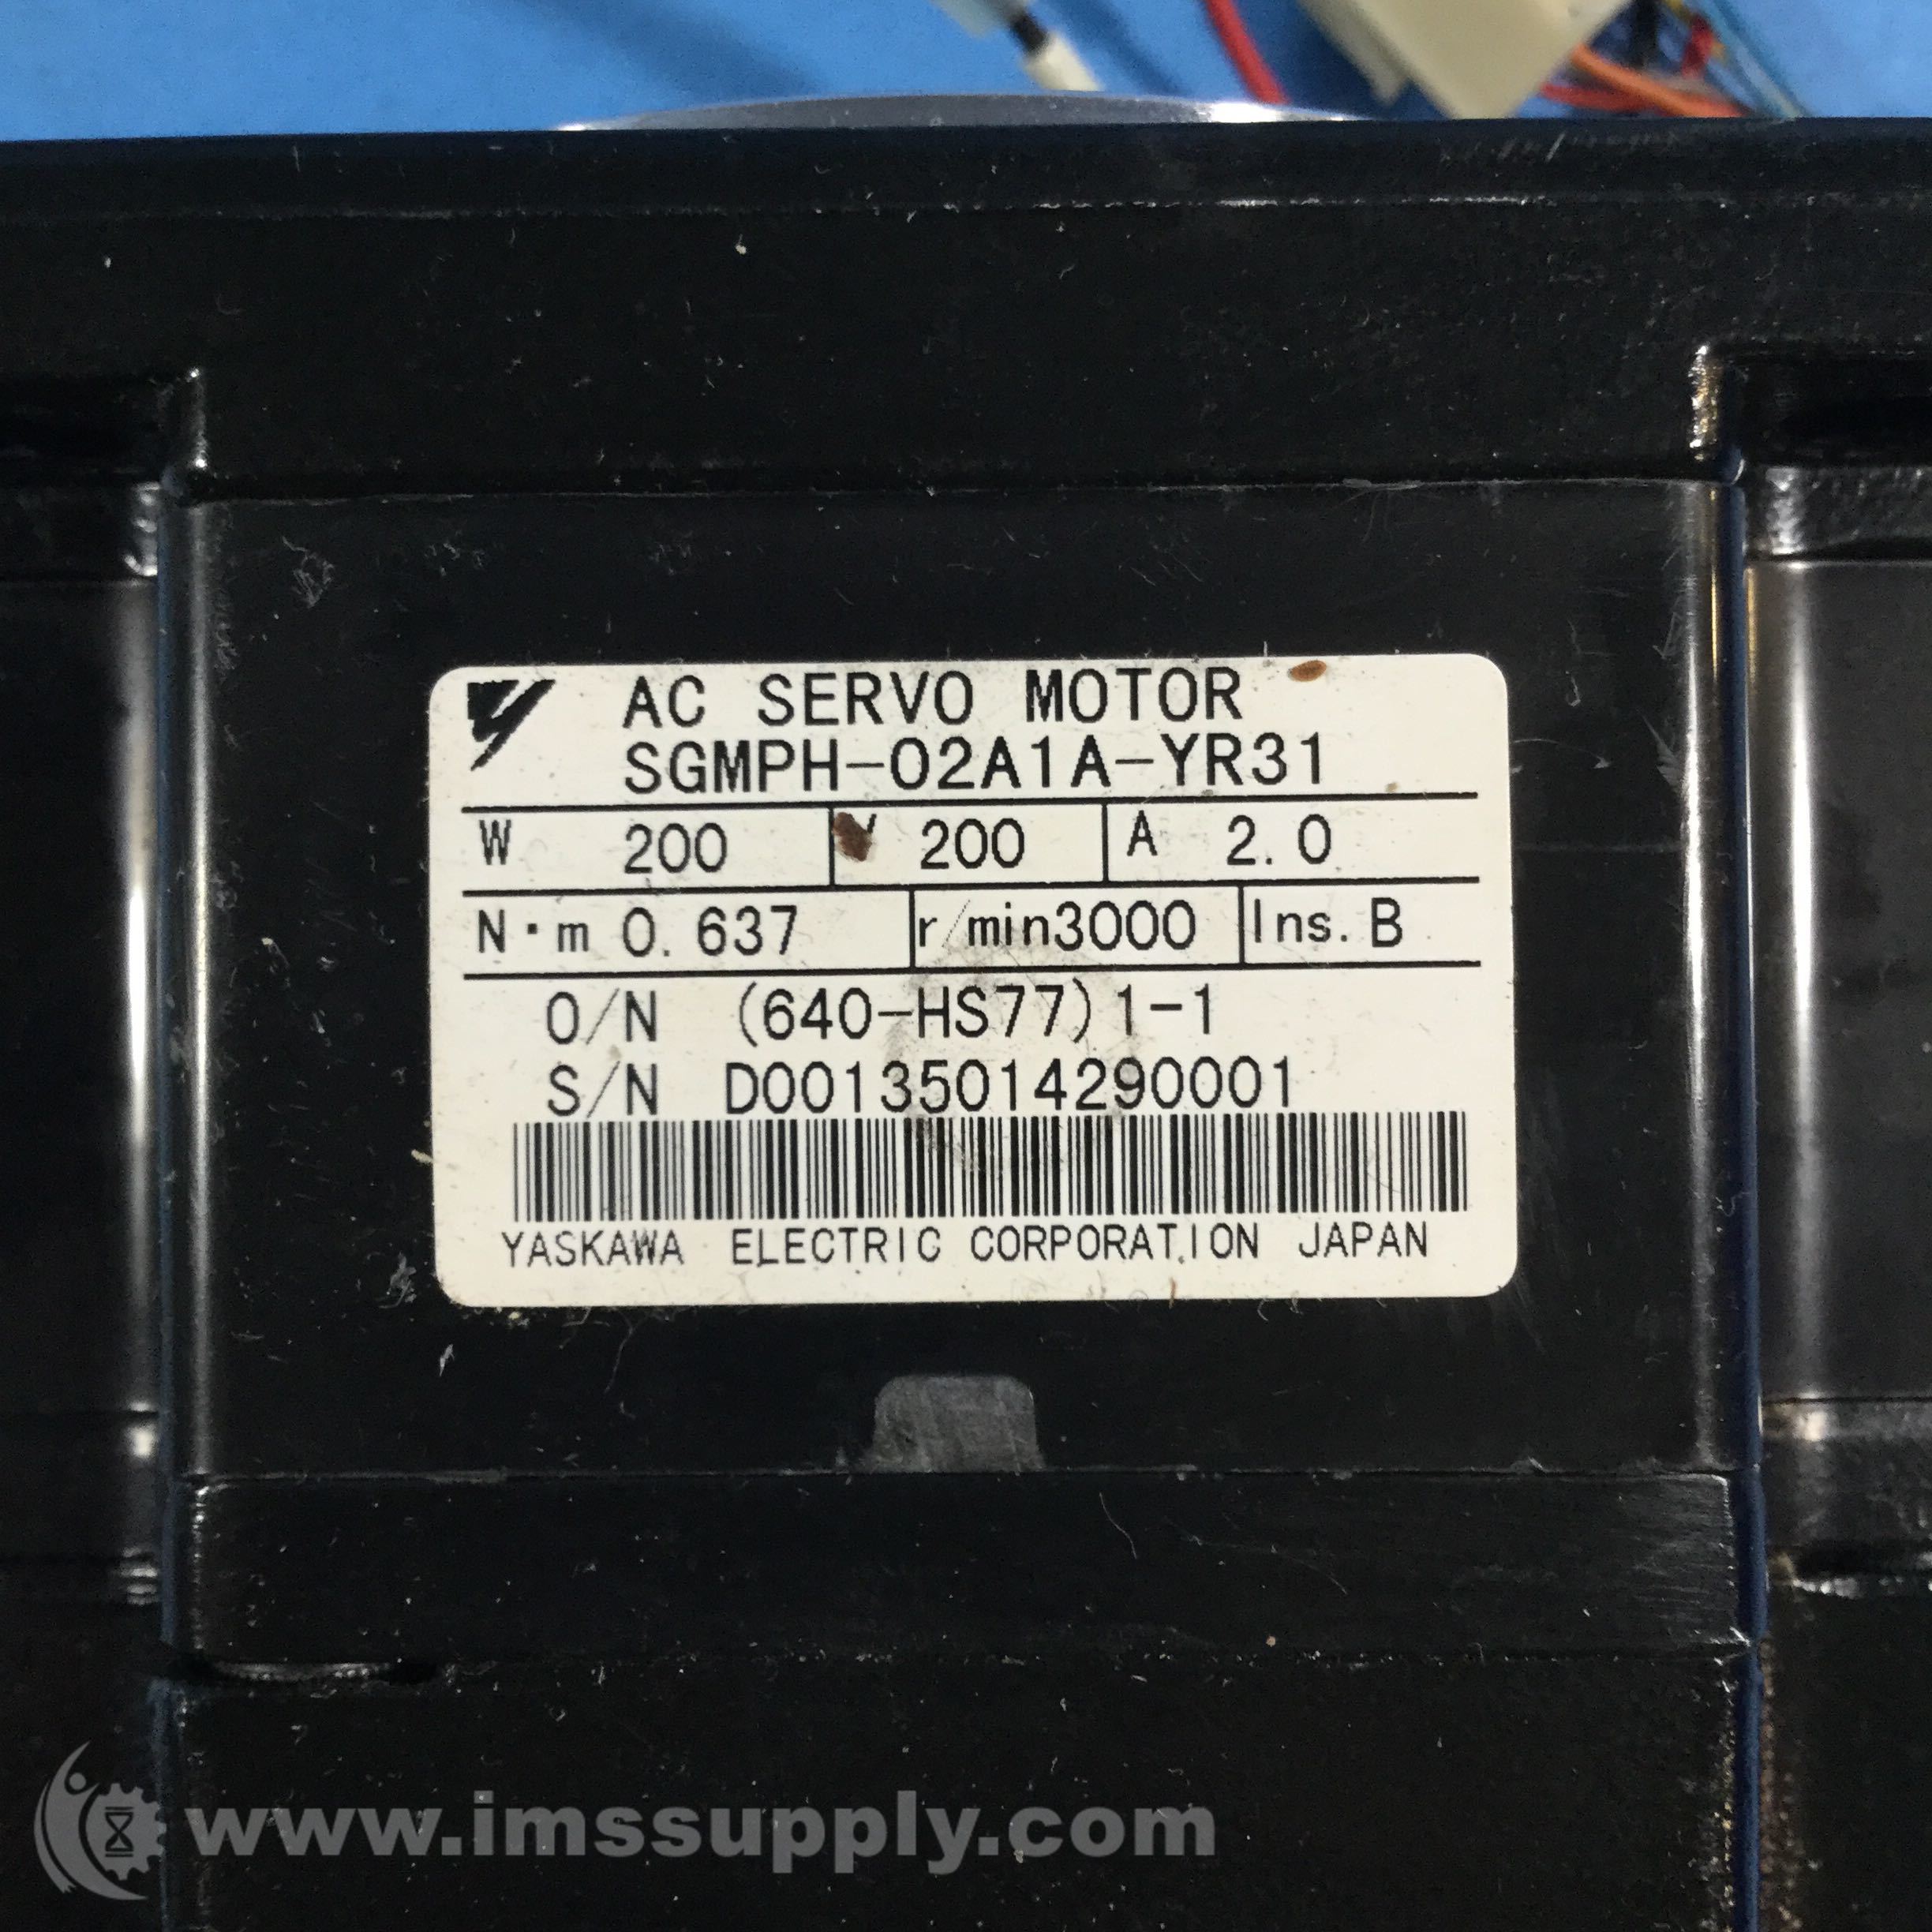 AC SERVO MOTOR
SGMPH-02A1A-YR31
W 200 V 200 A 2.0
N·m 0.637 r/min3000 Ins. B
O/N (640-HS77)1-1
S/N D00135014290001
YASKAWA ELECTRIC CORPORATION JAPAN
www.imssupply.com